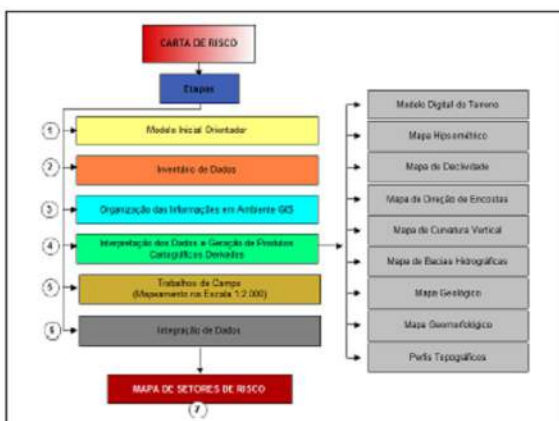 CARTA DE RISCO
Etapas
1
Modelo Inicial Orientador
2
Inventário de Dados
3
Organização das Informações em Ambiente GIS
4
Interpretação dos Dados e Geração de Produtos
Cartográficos Derivados
5
Trabalhos de Campo
(Mapeamento na Escala 1:2.000)
6
Integração de Dados
MAPA DE SETORES DE RISCO
7
Modelo Digital do Terreno
Mapa Hipsométrico
Mapa de Declividade
Mapa de Direção de Encostas
Mapa de Curvatura Vertical
Mapa de Bacias Hidrográficas
Mapa Geológico
Mapa Geomorfológico
Perfis Topográficos